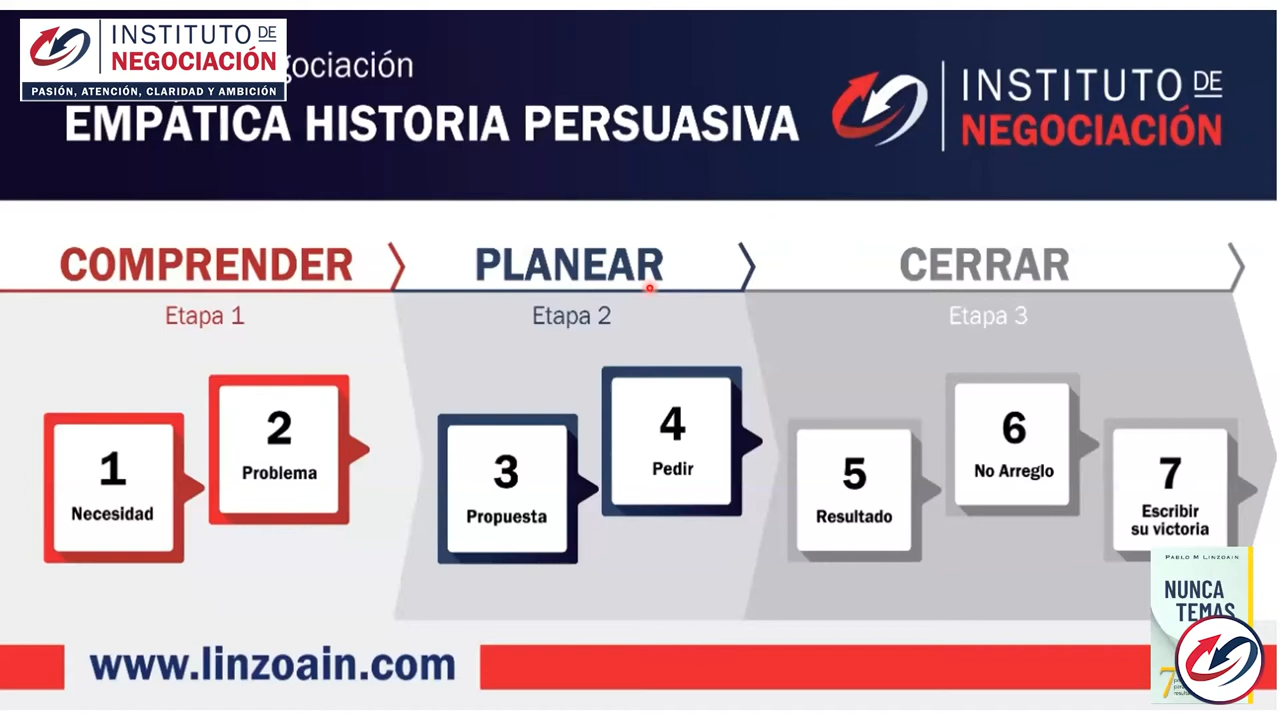 INSTITUTO DE
NEGOCIACIÓN
PASIÓN, ATENCIÓN, CLARIDAD Y AMBICIÓN
gociación
EMPÁTICA HISTORIA PERSUASIVA
INSTITUTO DE
NEGOCIACIÓN
COMPRENDER
PLANEAR
CERRAR
Etapa 1
Etapa 2
Etapa 3
1
Necesidad
2
Problema
3
Propuesta
4
Pedir
5
Resultado
6
No Arreglo
7
Escribir
su victoria
PABLO M LINZOAIN
NUNCA
TEMAS
7
www.linzoain.com